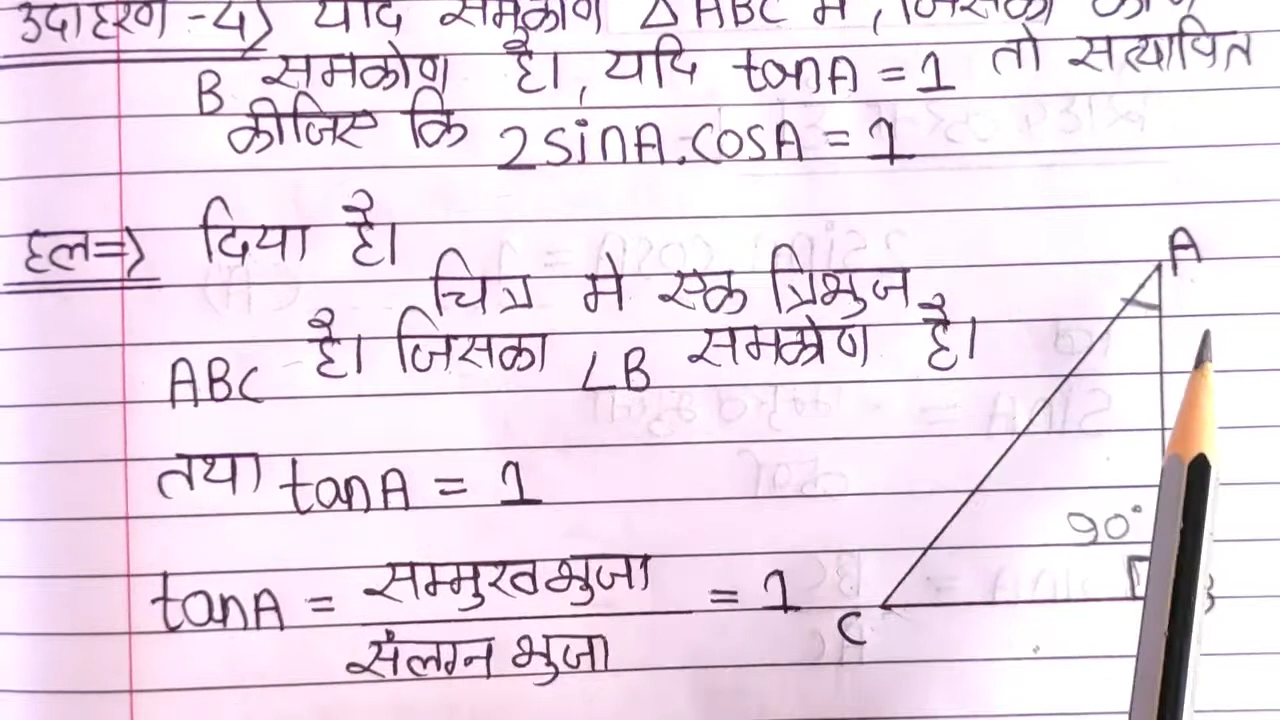 उदाहरण -4) यदि समकोण △ABC में, जिसका कोण
B समकोण है। यदि tanA = 1 तो सत्यापित
कीजिए कि 2sinA.cosA = 1
हल=) दिया है।
चित्र मे एक त्रिभुज
ABC है। जिसका ∠B समकोण है।
तथा tanA = 1
tanA = सम्मुख भुजा / संलग्न भुजा = 1
A
90°
C